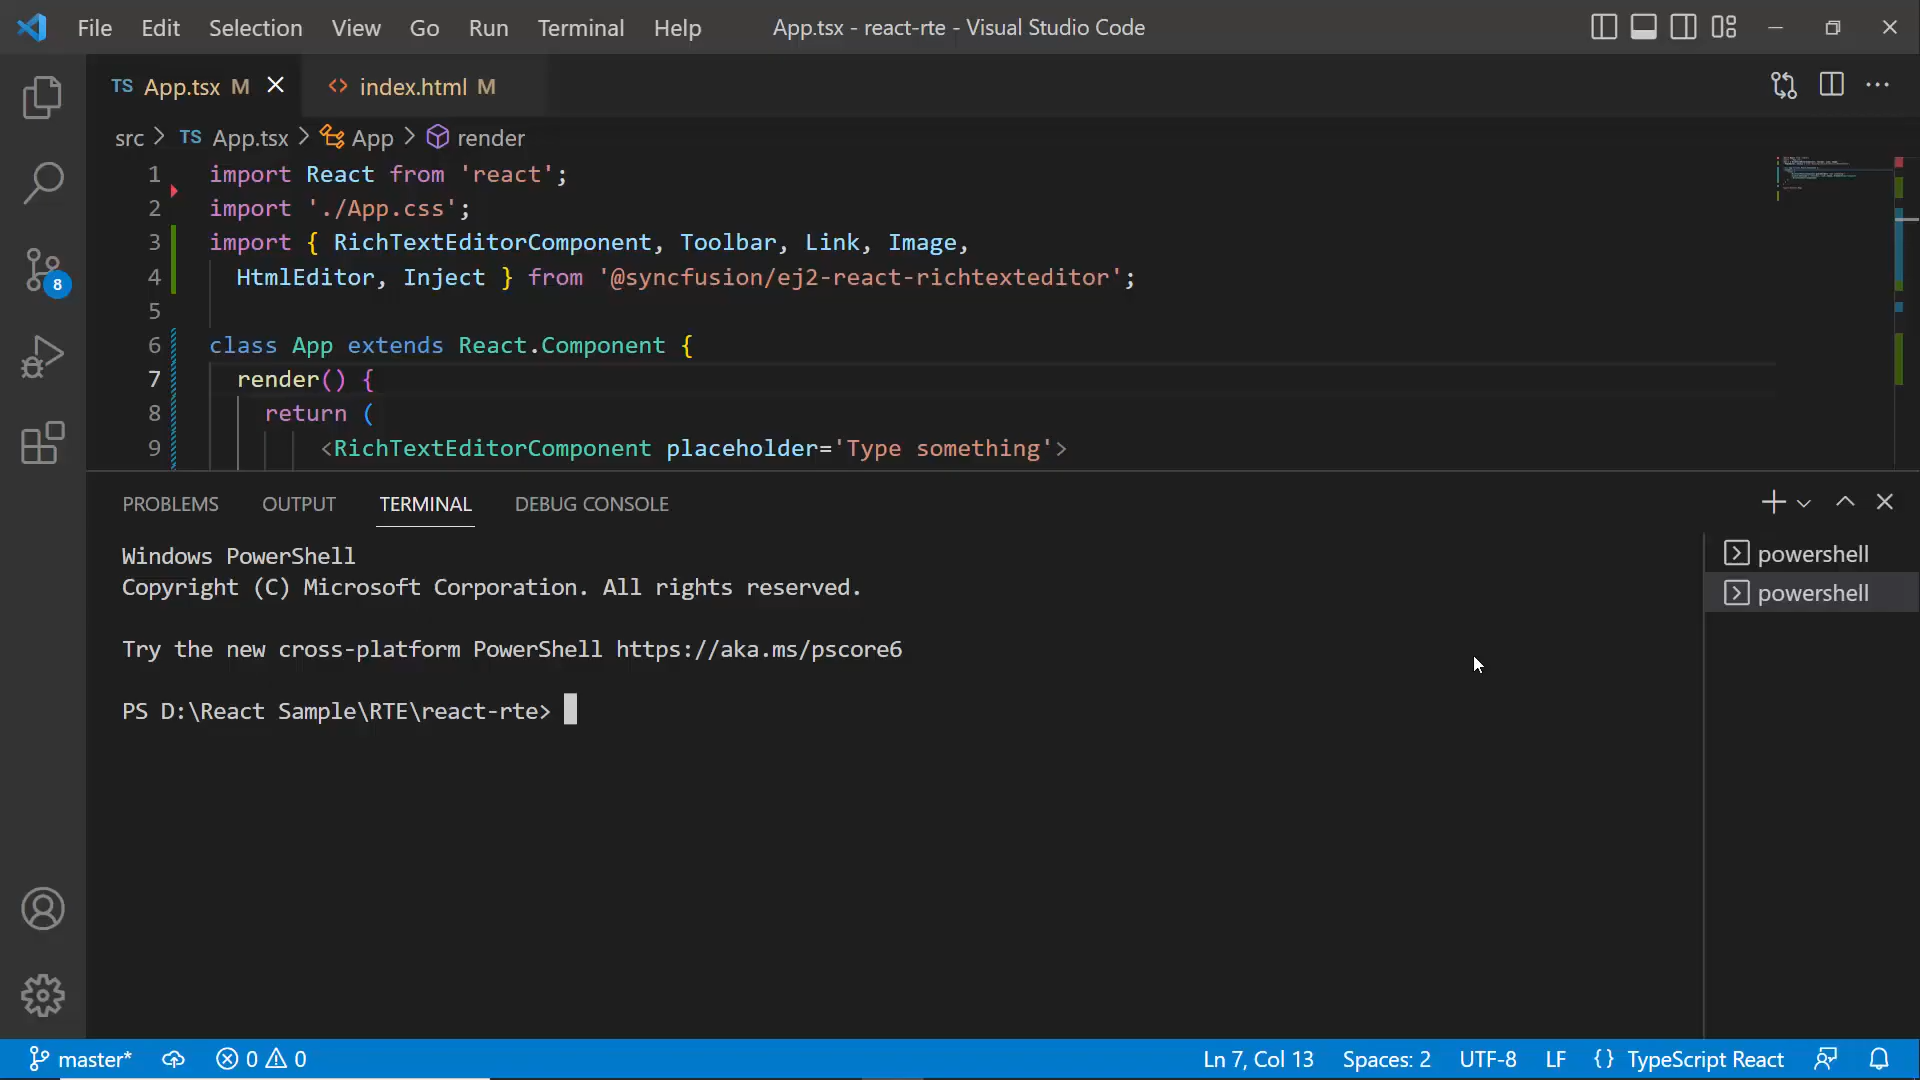 File Edit Selection View Go Run Terminal Help App.tsx - react-rte - Visual Studio Code
TS App.tsx M index.html M
src > TS App.tsx > App > render
1 import React from 'react';
2 import './App.css';
3 import { RichTextEditorComponent, Toolbar, Link, Image,
4 HtmlEditor, Inject } from '@syncfusion/ej2-react-richtexteditor';
5
6 class App extends React.Component {
7 render() {
8 return (
9 <RichTextEditorComponent placeholder='Type something'>
8
PROBLEMS OUTPUT TERMINAL DEBUG CONSOLE
Windows PowerShell
Copyright (C) Microsoft Corporation. All rights reserved.
Try the new cross-platform PowerShell https://aka.ms/pscore6
PS D:\React Sample\RTE\react-rte>
powershell
powershell
master* 0 0 Ln 7, Col 13 Spaces: 2 UTF-8 LF {} TypeScript React